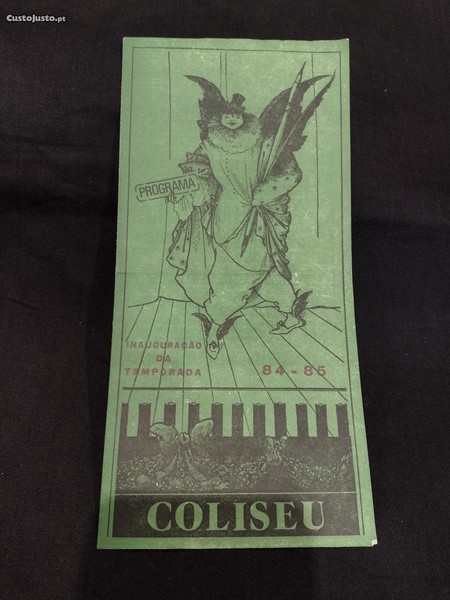 CustoJusto.pt
PROGRAMA
INAUGURAÇÃO
DA
TEMPORADA 84-85
COLISEU